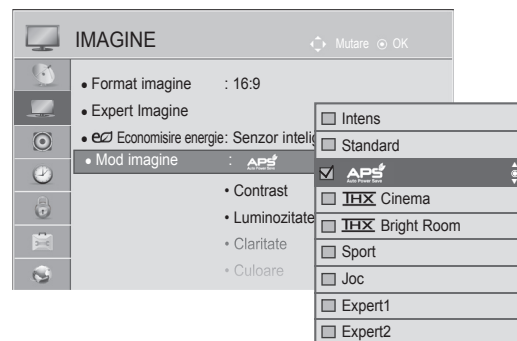 IMAGINE
Mutare OK
• Format imagine : 16:9
• Expert Imagine
• eco Economisire energie: Senzor intelig
• Mod imagine : APS Auto Power Save
• Contrast
• Luminozitate
• Claritate
• Culoare
Intens
Standard
APS Auto Power Save
THX Cinema
THX Bright Room
Sport
Joc
Expert1
Expert2